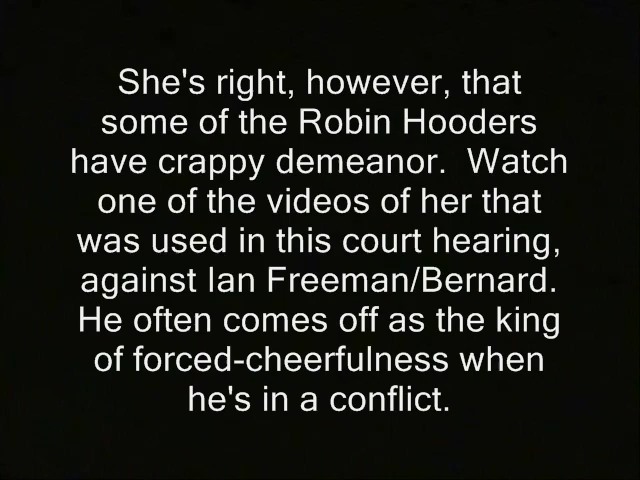 She's right, however, that
some of the Robin Hooders
have crappy demeanor.  Watch
one of the videos of her that
was used in this court hearing,
against Ian Freeman/Bernard.
He often comes off as the king
of forced-cheerfulness when
he's in a conflict.